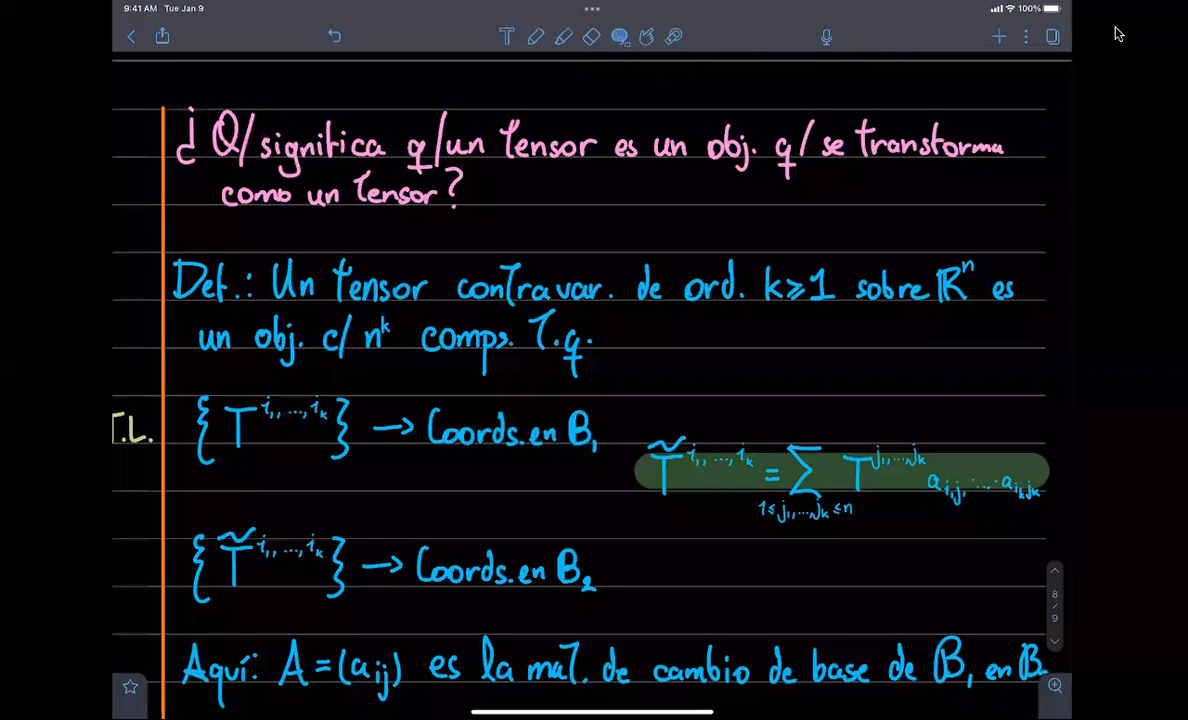 9:41 AM Tue Jan 9
100%
¿Q/significa q/un tensor es un obj. q/ se transforma
como un tensor?
Def.: Un tensor contravar. de ord. k≥1 sobre ℝⁿ es
un obj. c/ nᵏ comps. T.q.
T.L.
{T^{i₁,...,iₖ}} → Coords. en B₁
T̃^{i₁,...,iₖ} = Σ_{1≤j₁,...,jₖ≤n} T^{j₁,...,jₖ} a_{i₁j₁}·...·a_{iₖjₖ}
{T̃^{i₁,...,iₖ}} → Coords. en B₂
8/9
Aquí: A = (aᵢⱼ) es la mat. de cambio de base de B₁ en B